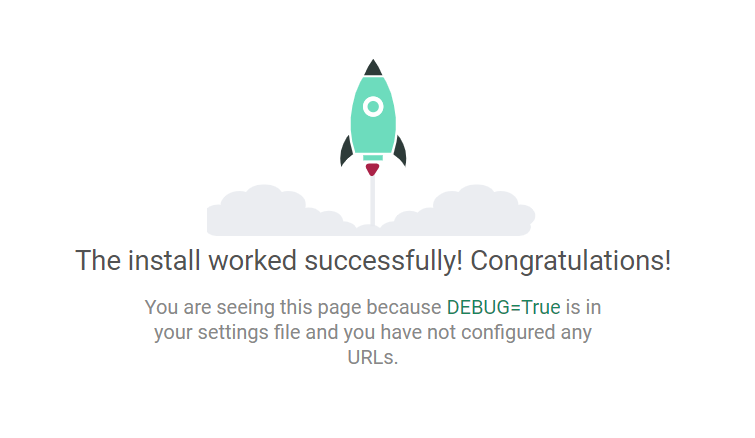 The install worked successfully! Congratulations!
You are seeing this page because DEBUG=True is in
your settings file and you have not configured any
URLs.